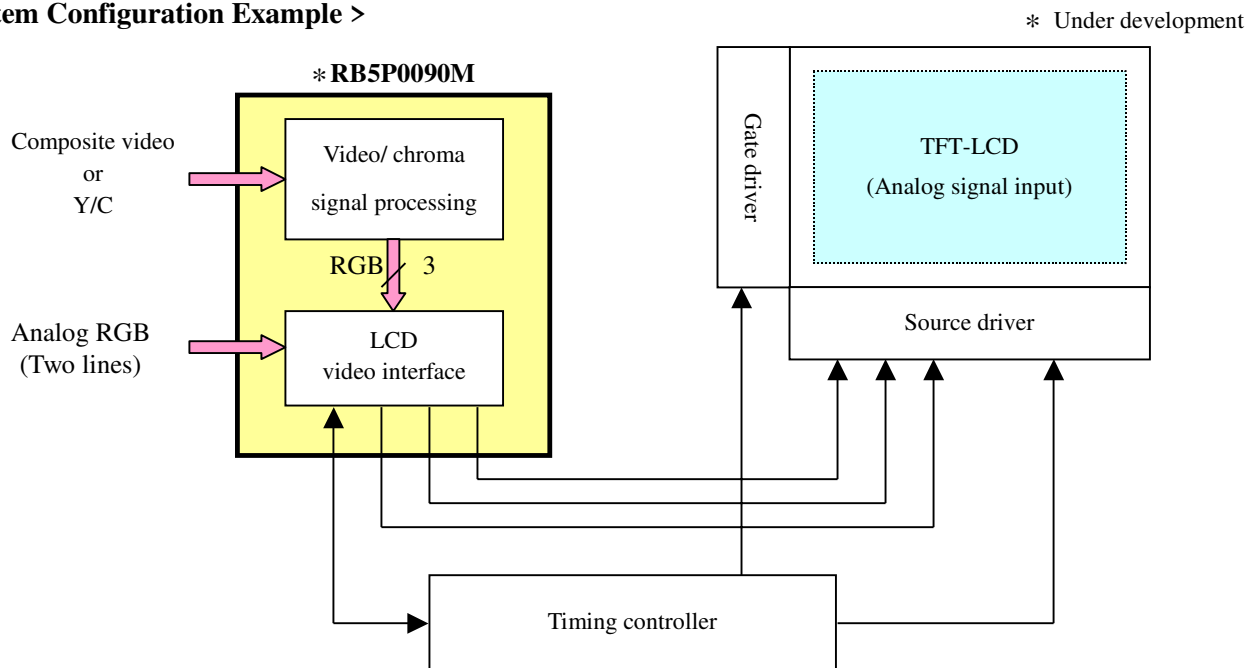 tem Configuration Example >
* Under development
*RB5P0090M
Composite video
or
Y/C
Video/ chroma
signal processing
RGB 3
Analog RGB
(Two lines)
LCD
video interface
Gate driver
TFT-LCD
(Analog signal input)
Source driver
Timing controller